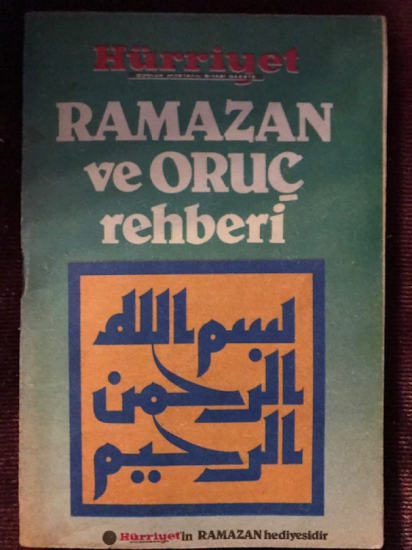 Hürriyet
RAMAZAN
ve ORUÇ
rehberi
بسم الله
الرحمن
الرحيم
Hürriyet'in RAMAZAN hediyesidir